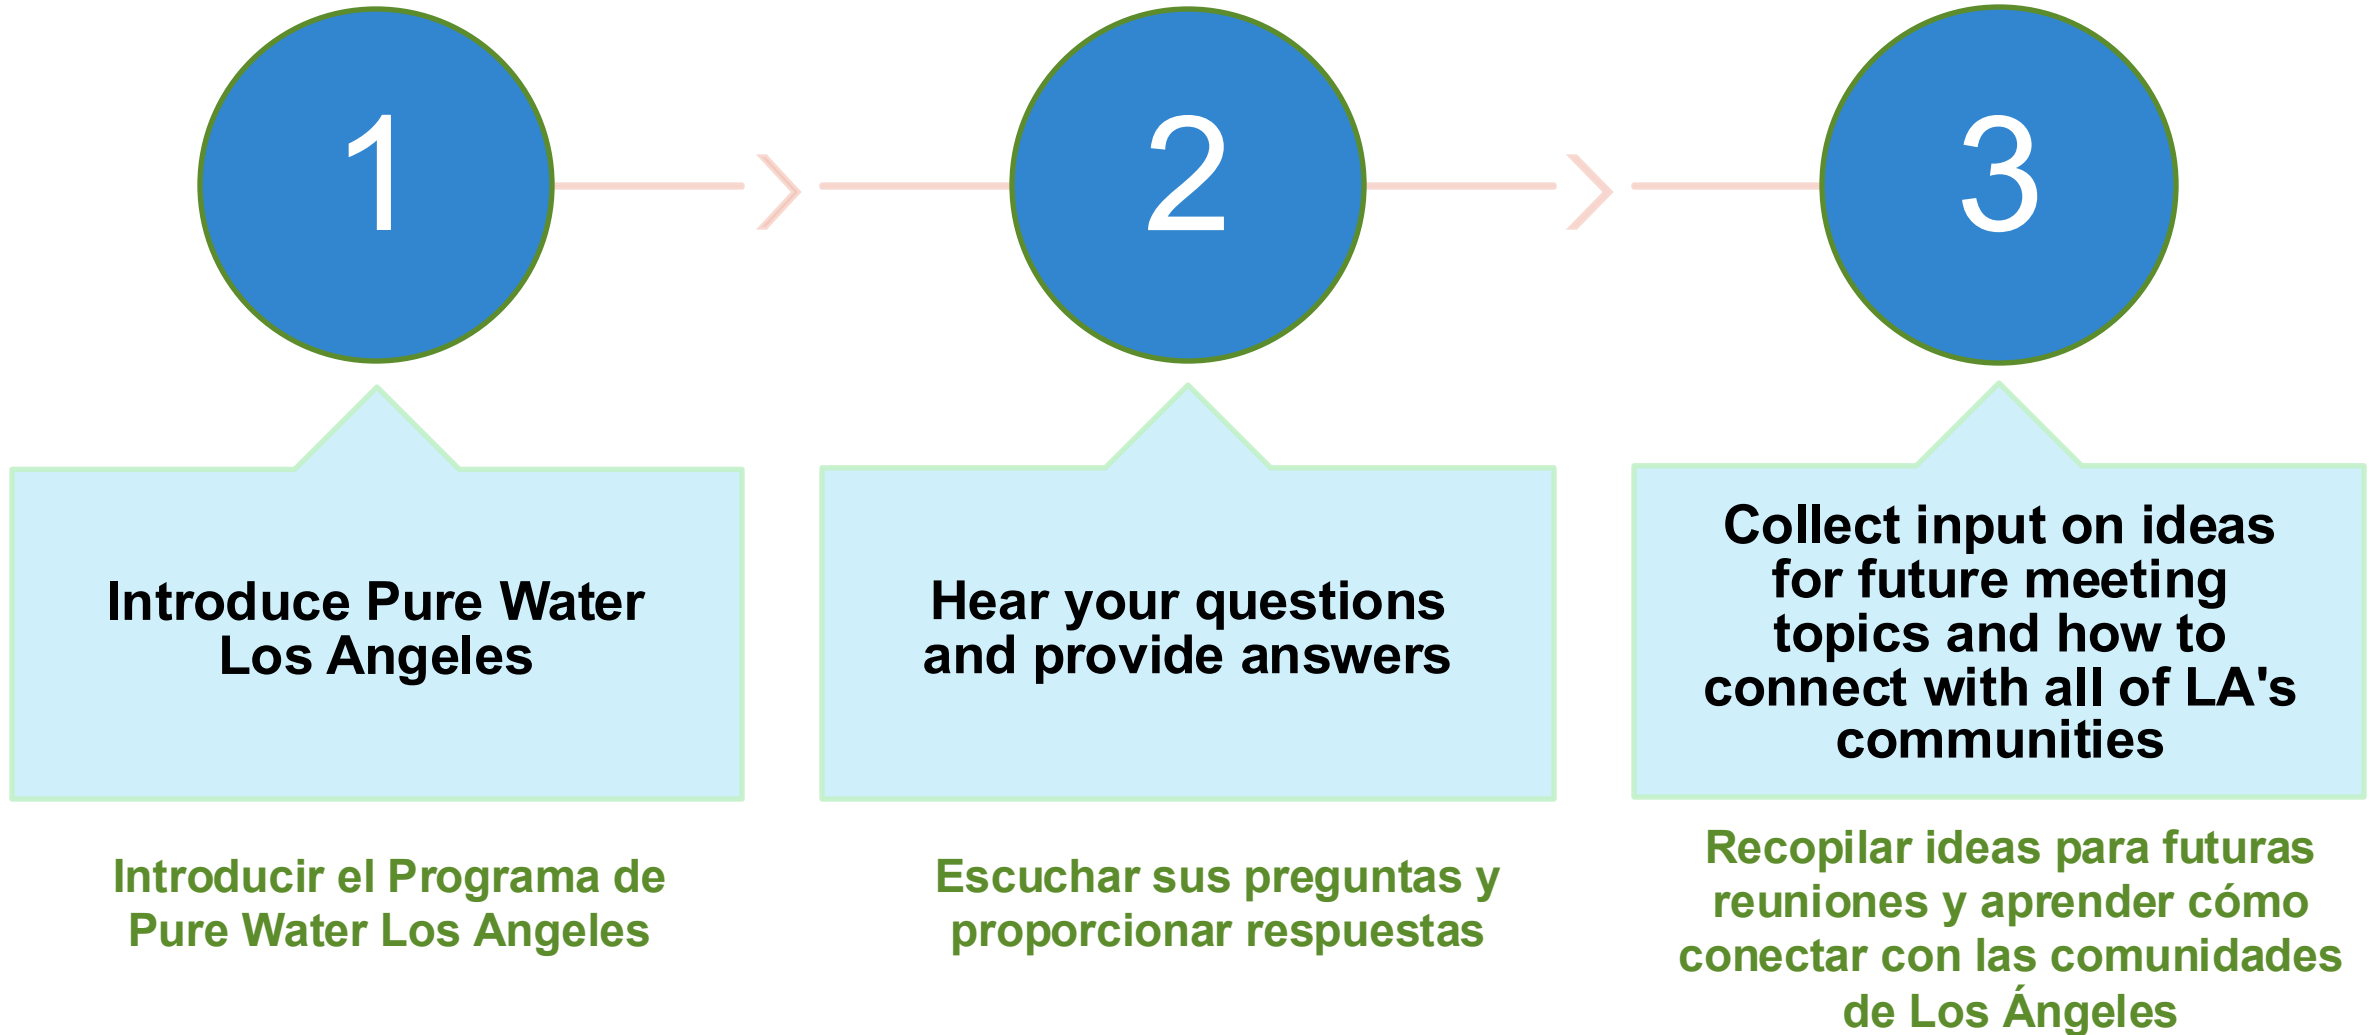 1
Introduce Pure Water
Los Angeles
Introducir el Programa de
Pure Water Los Angeles
2
Hear your questions
and provide answers
Escuchar sus preguntas y
proporcionar respuestas
3
Collect input on ideas
for future meeting
topics and how to
connect with all of LA's
communities
Recopilar ideas para futuras
reuniones y aprender cómo
conectar con las comunidades
de Los Ángeles